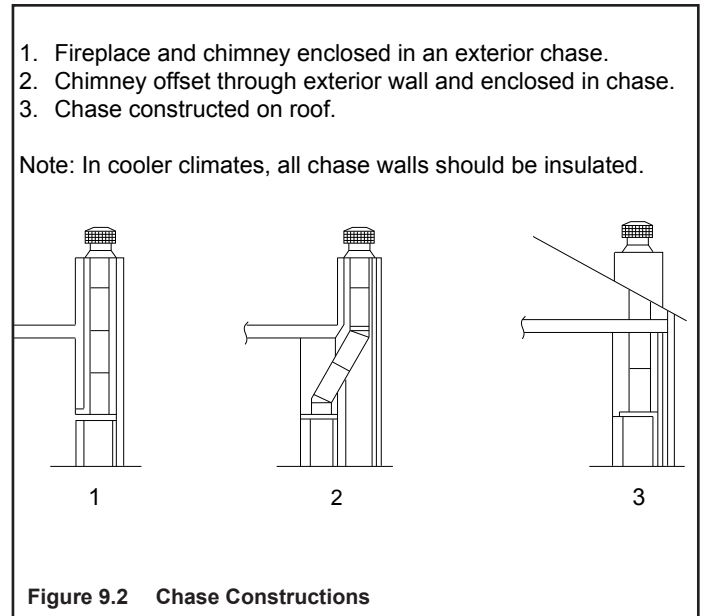 1. Fireplace and chimney enclosed in an exterior chase.
2. Chimney offset through exterior wall and enclosed in chase.
3. Chase constructed on roof.
Note: In cooler climates, all chase walls should be insulated.
1 2 3
Figure 9.2 Chase Constructions